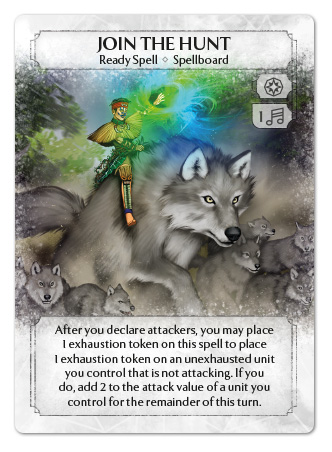 JOIN THE HUNT
Ready Spell ⋄ Spellboard
1
After you declare attackers, you may place
1 exhaustion token on this spell to place
1 exhaustion token on an unexhausted unit
you control that is not attacking. If you
do, add 2 to the attack value of a unit you
control for the remainder of this turn.